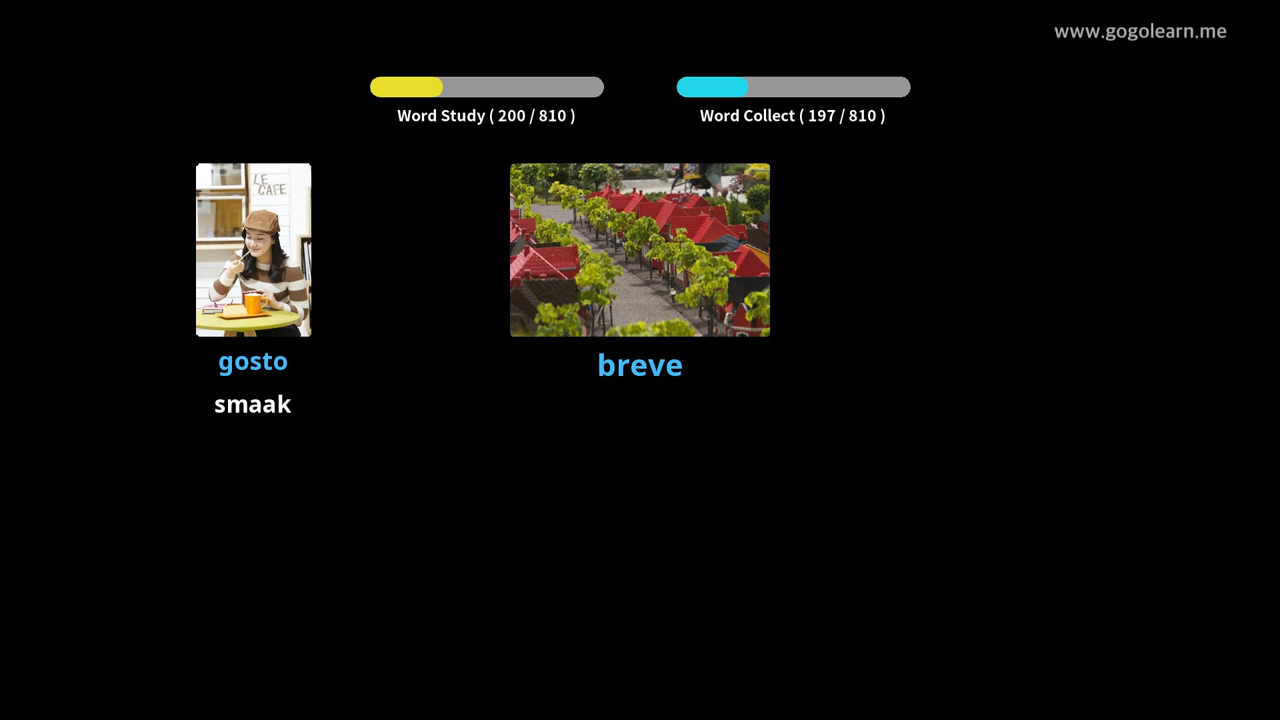 www.gogolearn.me
Word Study ( 200 / 810 )
Word Collect ( 197 / 810 )
LE CAFE
gosto
smaak
breve